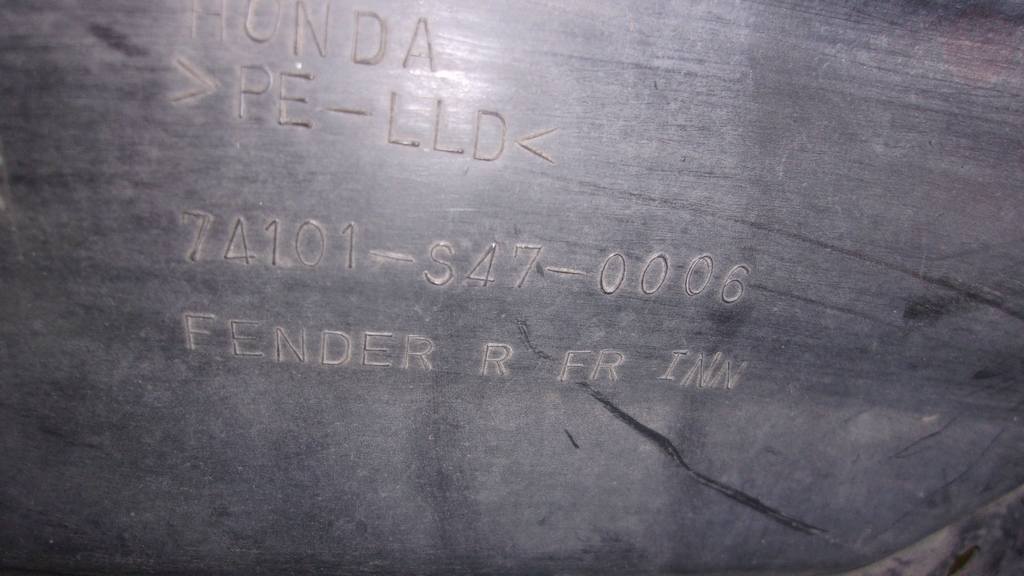 HONDA
>PE-LLD<
74101-S47-0006
FENDER R FR INN